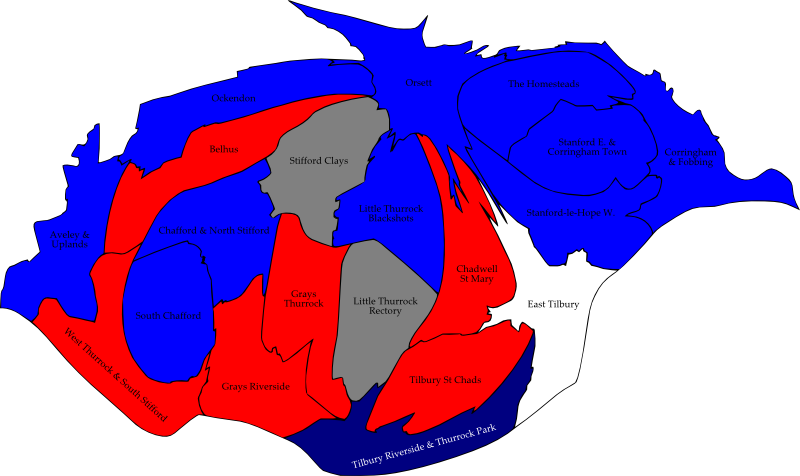 Orsett
The Homesteads
Ockendon
Stanford E. &
Corringham Town
Belhus
Stifford Clays
Corringham
& Fobbing
Little Thurrock
Blackshots
Stanford-le-Hope W.
Chafford & North Stifford
Aveley &
Uplands
Chadwell
St Mary
Grays
Thurrock
Little Thurrock
Rectory
East Tilbury
South Chafford
West Thurrock & South Stifford
Grays Riverside
Tilbury St Chads
Tilbury Riverside & Thurrock Park